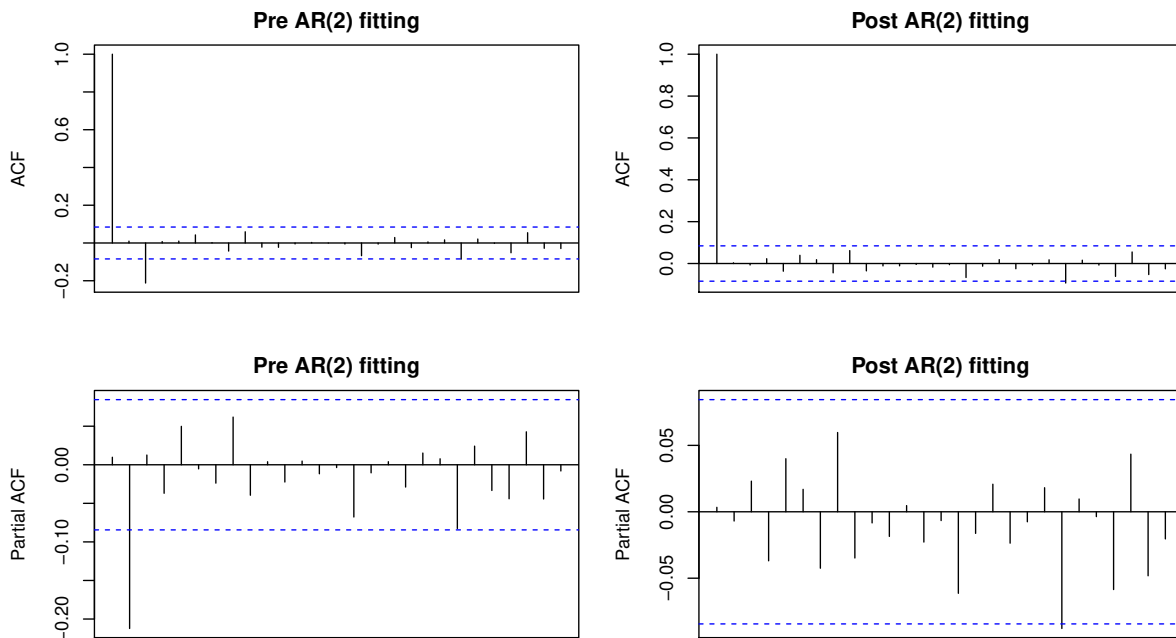 Pre AR(2) fitting
ACF
1.0
0.6
0.2
−0.2
Post AR(2) fitting
ACF
1.0
0.8
0.6
0.4
0.2
0.0
Pre AR(2) fitting
Partial ACF
0.00
−0.10
−0.20
Post AR(2) fitting
Partial ACF
0.05
0.00
−0.05